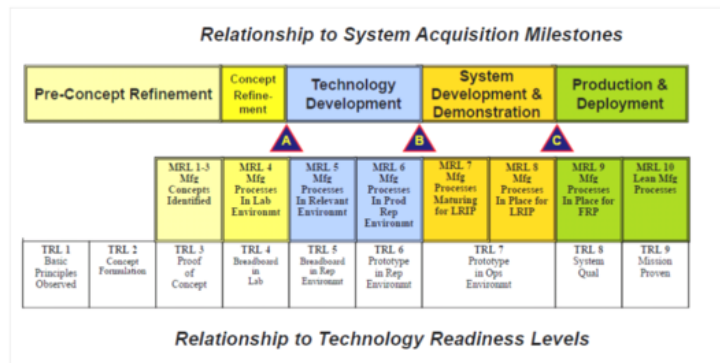 Relationship to System Acquisition Milestones
Pre-Concept Refinement
Concept
Refine-
ment
Technology
Development
System
Development &
Demonstration
Production &
Deployment
A
B
C
MRL 1-3
Mfg
Concepts
Identified
MRL 4
Mfg
Processes
In Lab
Environmt
MRL 5
Mfg
Processes
In Relevant
Environmt
MRL 6
Mfg
Processes
In Prod
Rep
Environmt
MRL 7
Mfg
Processes
Maturing
for LRIP
MRL 8
Mfg
Processes
In Place for
LRIP
MRL 9
Mfg
Processes
In Place for
FRP
MRL 10
Lean Mfg
Processes
TRL 1
Basic
Principles
Observed
TRL 2
Concept
Formulation
TRL 3
Proof
of
Concept
TRL 4
Breadboard
in
Lab
TRL 5
Breadboard
in Rep
Environmt
TRL 6
Prototype
in Rep
Environmt
TRL 7
Prototype
in Ops
Environmt
TRL 8
System
Qual
TRL 9
Mission
Proven
Relationship to Technology Readiness Levels